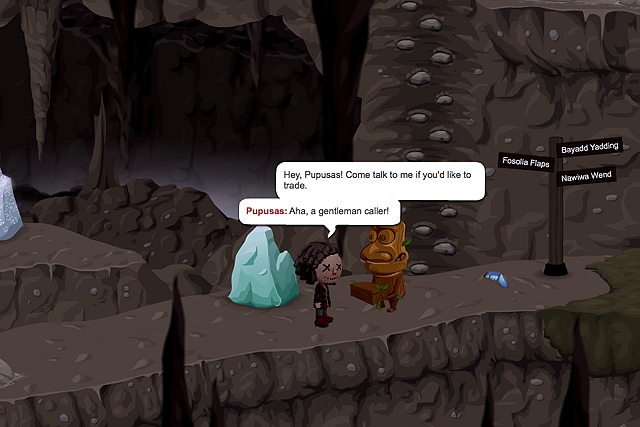 Hey, Pupusas! Come talk to me if you'd like to
trade.
Pupusas: Aha, a gentleman caller!
Fosolia Flaps
Bayadd Yadding
Nawiwa Wend